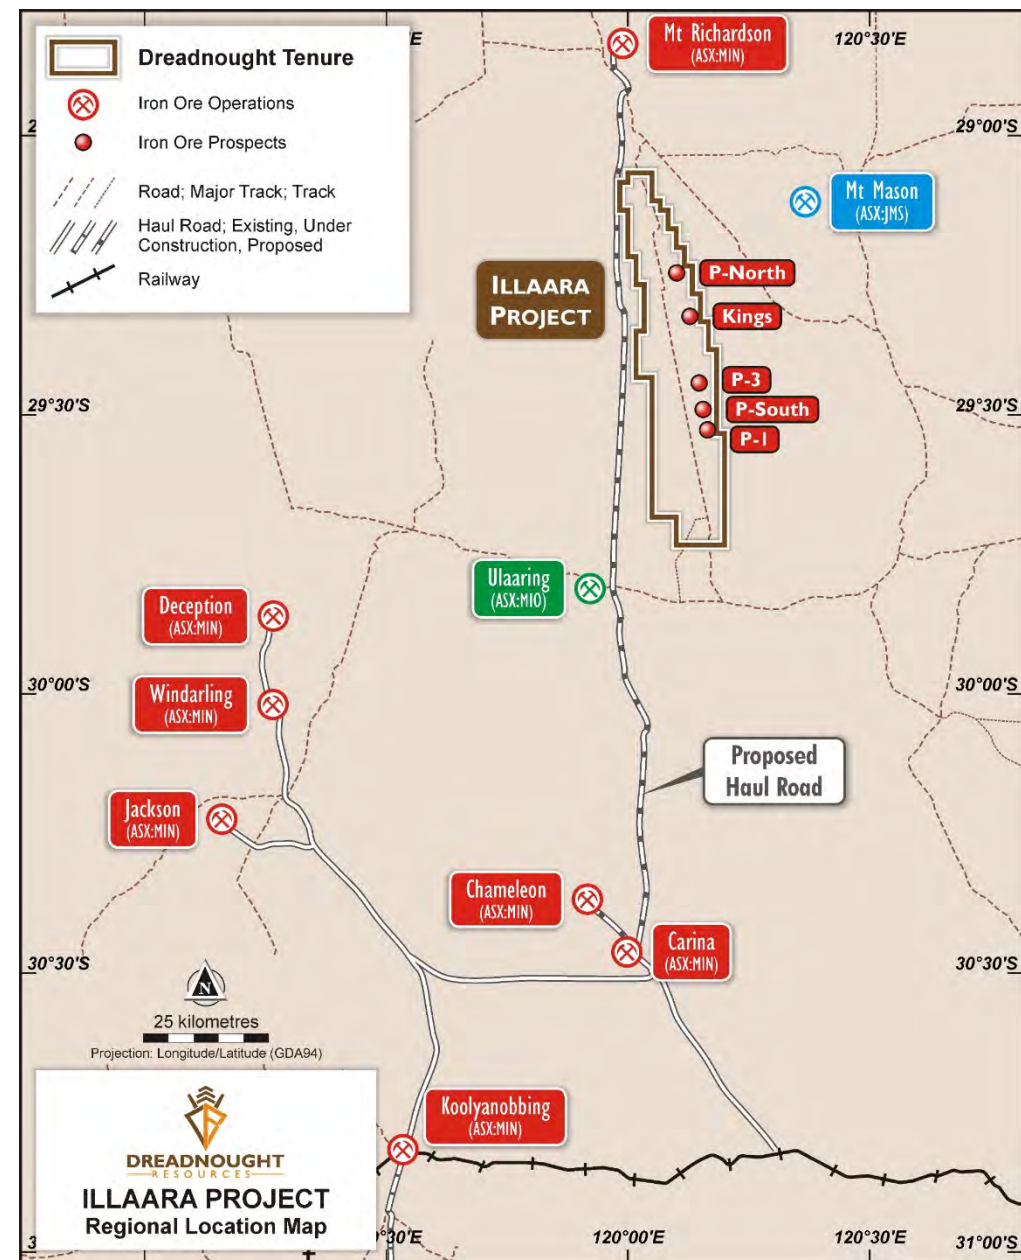 Dreadnought Tenure
Iron Ore Operations
Iron Ore Prospects
Road; Major Track; Track
Haul Road; Existing, Under
Construction, Proposed
Railway
Mt Richardson
(ASX:MIN)
120°30'E
29°00'S
Mt Mason
(ASX:JMS)
ILLAARA
PROJECT
P-North
Kings
P-3
P-South
P-1
29°30'S
29°30'S
Ulaaring
(ASX:MIO)
Deception
(ASX:MIN)
Windarling
(ASX:MIN)
30°00'S
30°00'S
Proposed
Haul Road
Jackson
(ASX:MIN)
Chameleon
(ASX:MIN)
Carina
(ASX:MIN)
30°30'S
30°30'S
N
25 kilometres
Projection: Longitude/Latitude (GDA94)
Koolyanobbing
(ASX:MIN)
DREADNOUGHT
RESOURCES
ILLAARA PROJECT
Regional Location Map
120°00'E
120°30'E
31°00'S